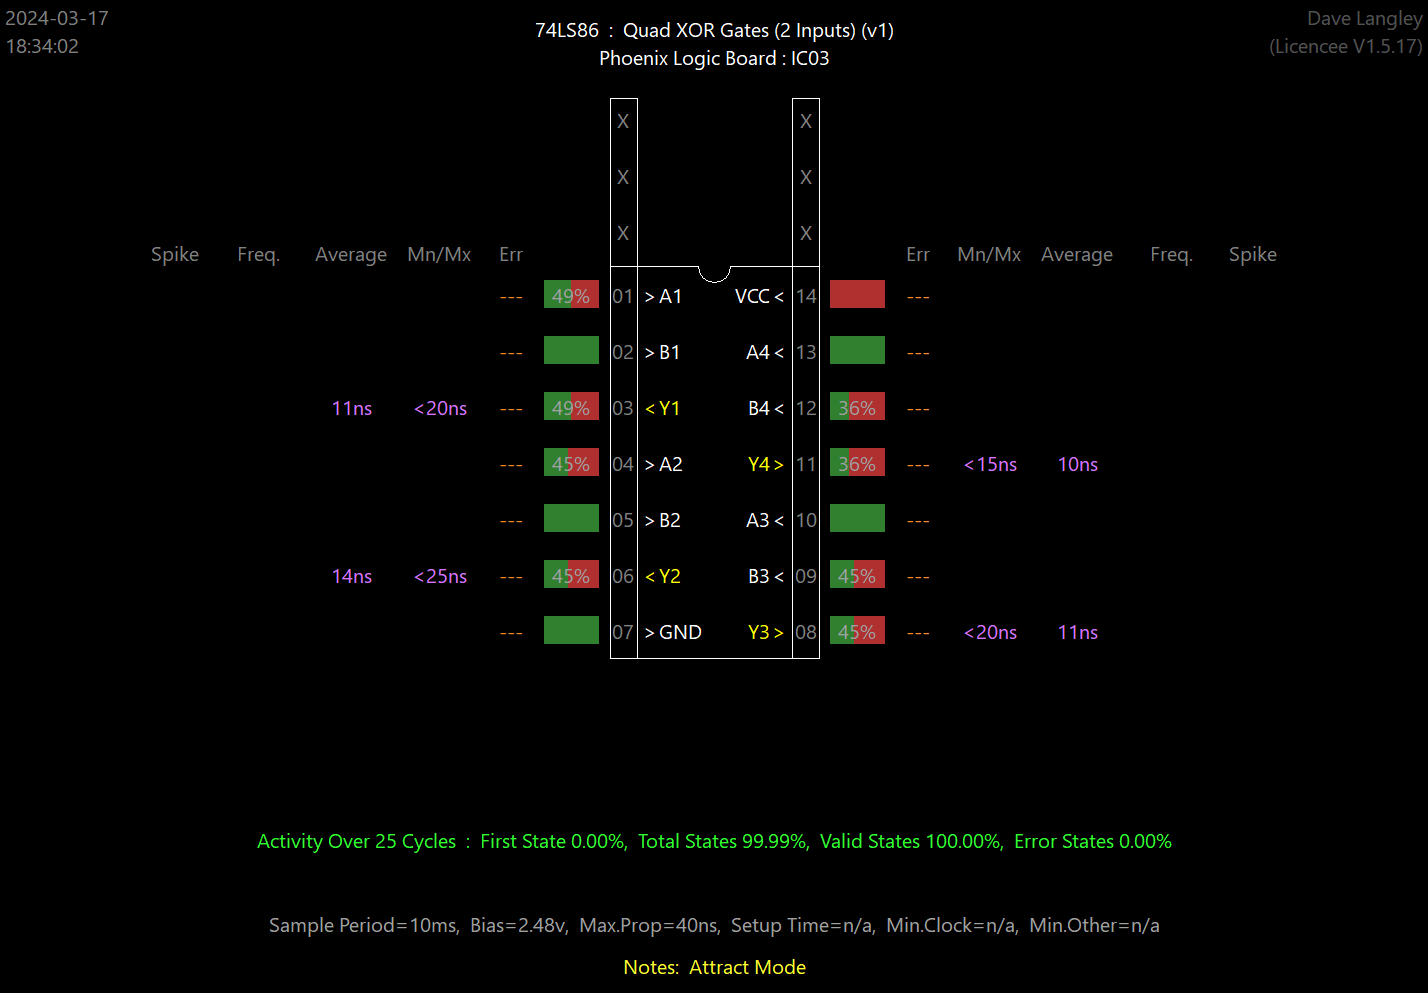 2024-03-17
18:34:02
74LS86 : Quad XOR Gates (2 Inputs) (v1)
Phoenix Logic Board : IC03
Dave Langley
(Licencee V1.5.17)
X X
X X
X X
Spike Freq. Average Mn/Mx Err Err Mn/Mx Average Freq. Spike
--- 49% 01 > A1 VCC < 14 ---
--- 02 > B1 A4 < 13 ---
11ns <20ns --- 49% 03 < Y1 B4 < 12 36% ---
--- 45% 04 > A2 Y4 > 11 36% --- <15ns 10ns
--- 05 > B2 A3 < 10 ---
14ns <25ns --- 45% 06 < Y2 B3 < 09 45% ---
--- 07 > GND Y3 > 08 45% --- <20ns 11ns
Activity Over 25 Cycles : First State 0.00%, Total States 99.99%, Valid States 100.00%, Error States 0.00%
Sample Period=10ms, Bias=2.48v, Max.Prop=40ns, Setup Time=n/a, Min.Clock=n/a, Min.Other=n/a
Notes: Attract Mode